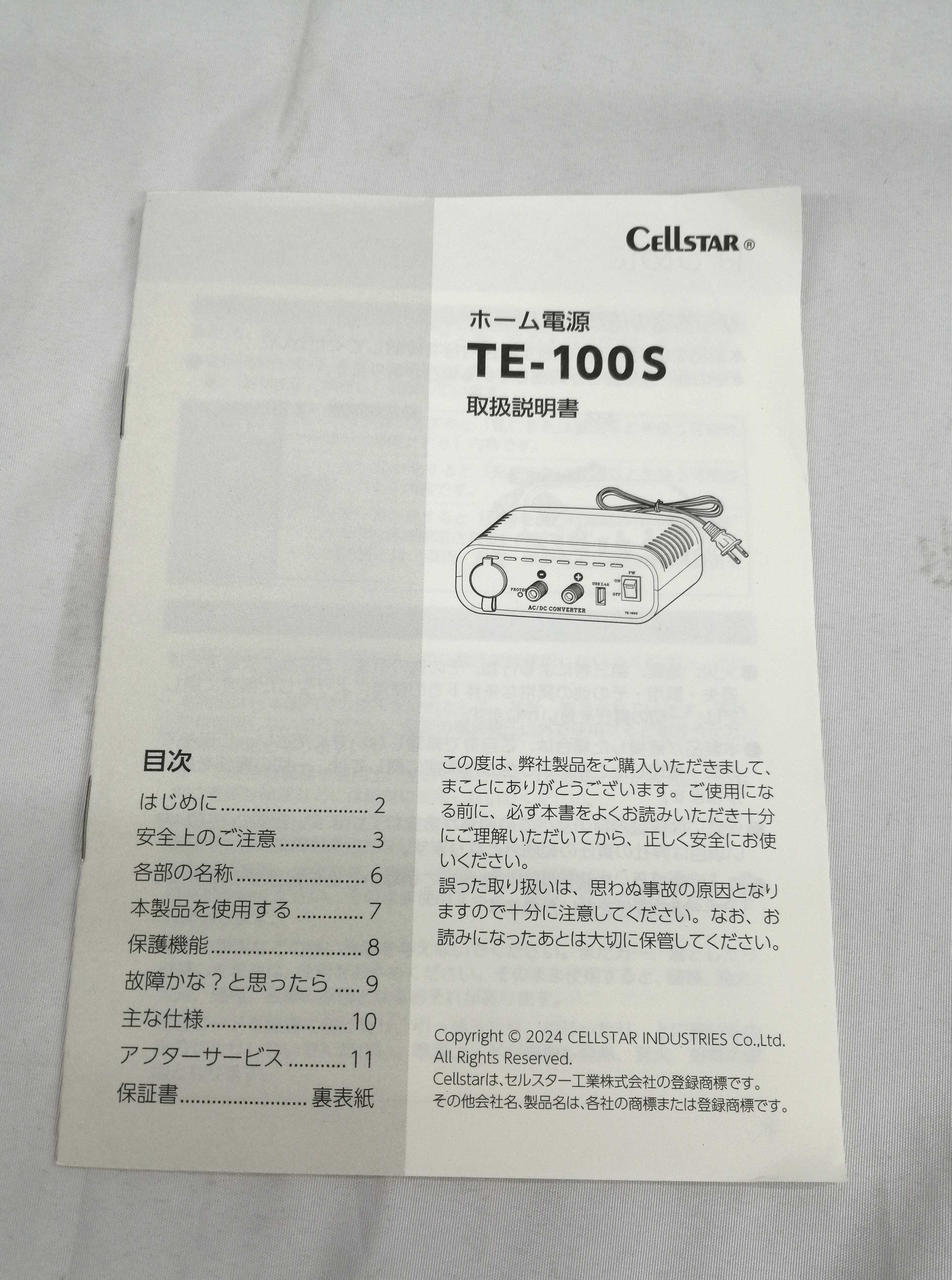 CELLSTAR®
ホーム電源
TE-100S
取扱説明書
PW
ON
OFF
USB 2.4A
AC/DC CONVERTER
目次
はじめに..............................2
安全上のご注意.................3
各部の名称.........................6
本製品を使用する.............7
保護機能.............................8
故障かな？と思ったら.....9
主な仕様...........................10
アフターサービス...........11
保証書........................裏表紙
この度は、弊社製品をご購入いただきまして、
まことにありがとうございます。ご使用にな
る前に、必ず本書をよくお読みいただき十分
にご理解いただいてから、正しく安全にお使
いください。
誤った取り扱いは、思わぬ事故の原因となり
ますので十分に注意してください。なお、お
読みになったあとは大切に保管してください。
Copyright © 2024 CELLSTAR INDUSTRIES Co.,Ltd.
All Rights Reserved.
Cellstarは、セルスター工業株式会社の登録商標です。
その他会社名、製品名は、各社の商標または登録商標です。